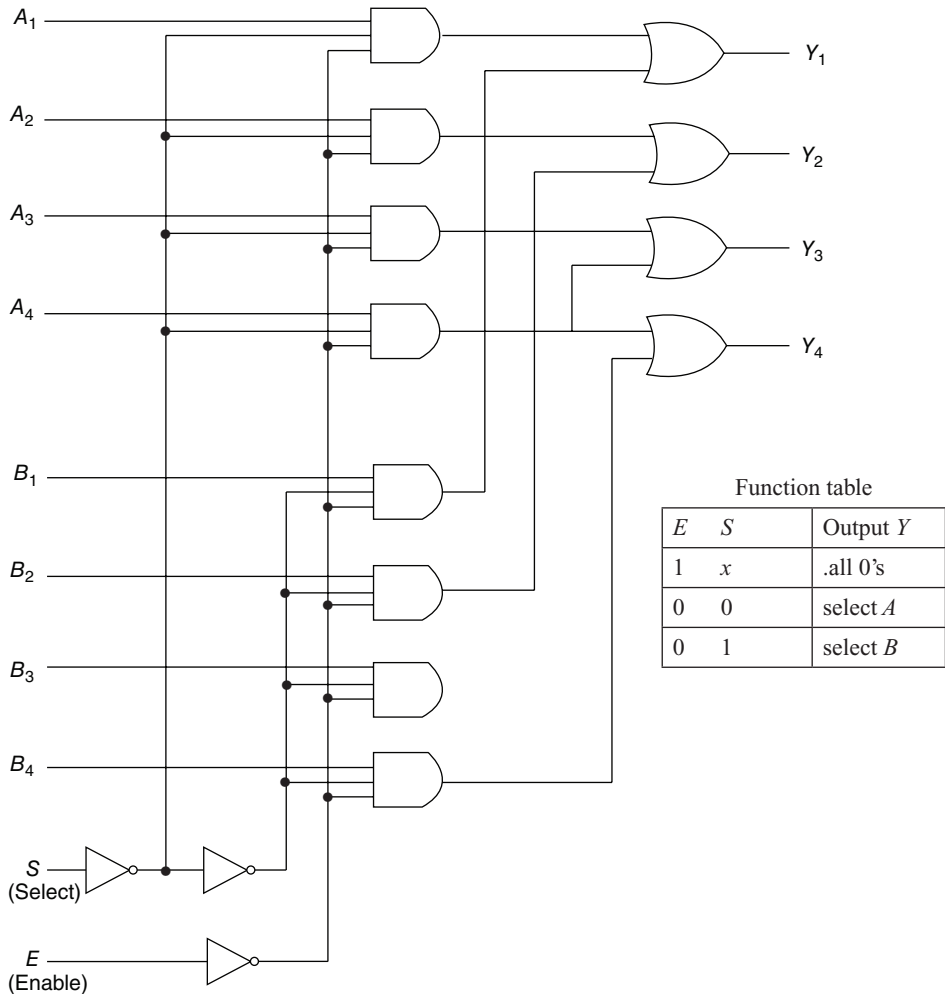 A1
Y1
A2
Y2
A3
Y3
A4
Y4
B1
Function table
E S Output Y
1 x .all 0's
0 0 select A
0 1 select B
B2
B3
B4
S
(Select)
E
(Enable)